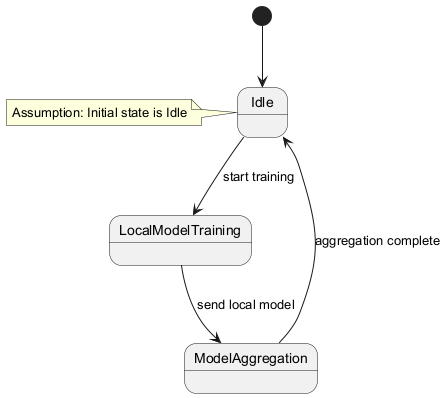 Idle
Assumption: Initial state is Idle
start training
LocalModelTraining
aggregation complete
send local model
ModelAggregation